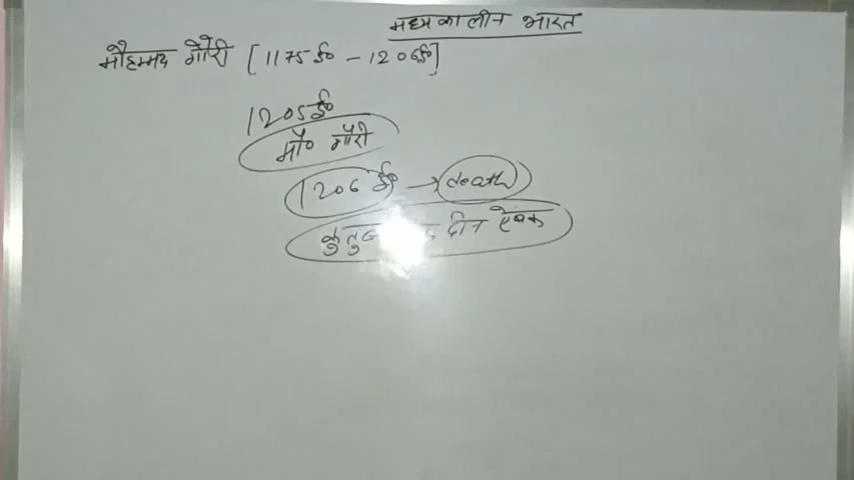 मध्यकालीन भारत
मौहम्मद गौरी [1175 ई० - 1206 ई०]
1205 ई०
मौ० गौरी
1206 ई० → death
दीन ऐबक